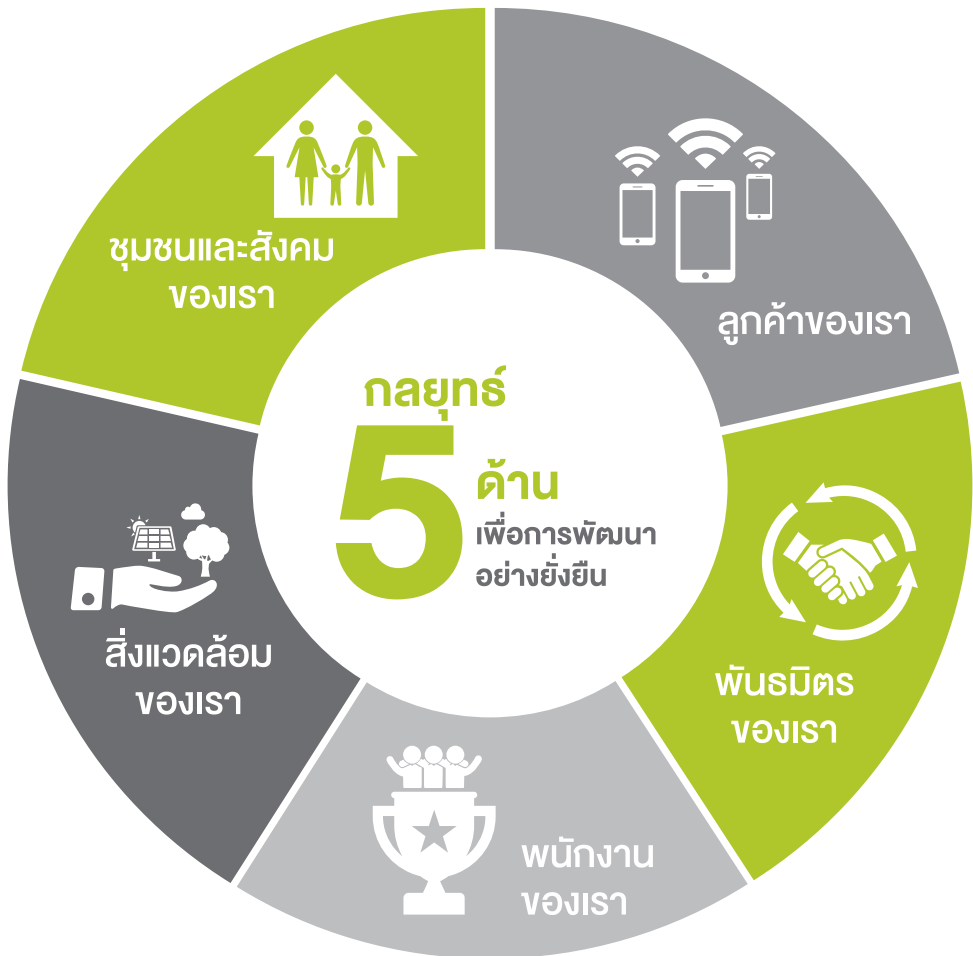 กลยุทธ์
5 ด้าน
เพื่อการพัฒนา
อย่างยั่งยืน
ลูกค้าของเรา
พันธมิตร
ของเรา
พนักงาน
ของเรา
สิ่งแวดล้อม
ของเรา
ชุมชนและสังคม
ของเรา